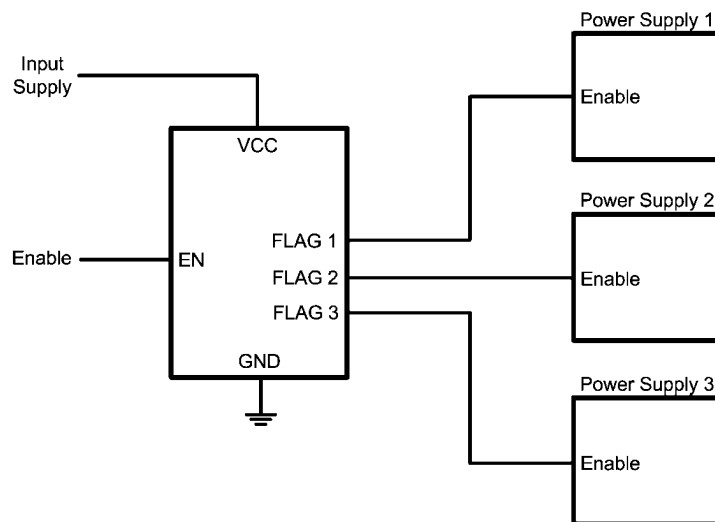 Power Supply 1
Input
Supply
Enable
VCC
Power Supply 2
FLAG 1
Enable
EN
FLAG 2
Enable
FLAG 3
GND
Power Supply 3
Enable